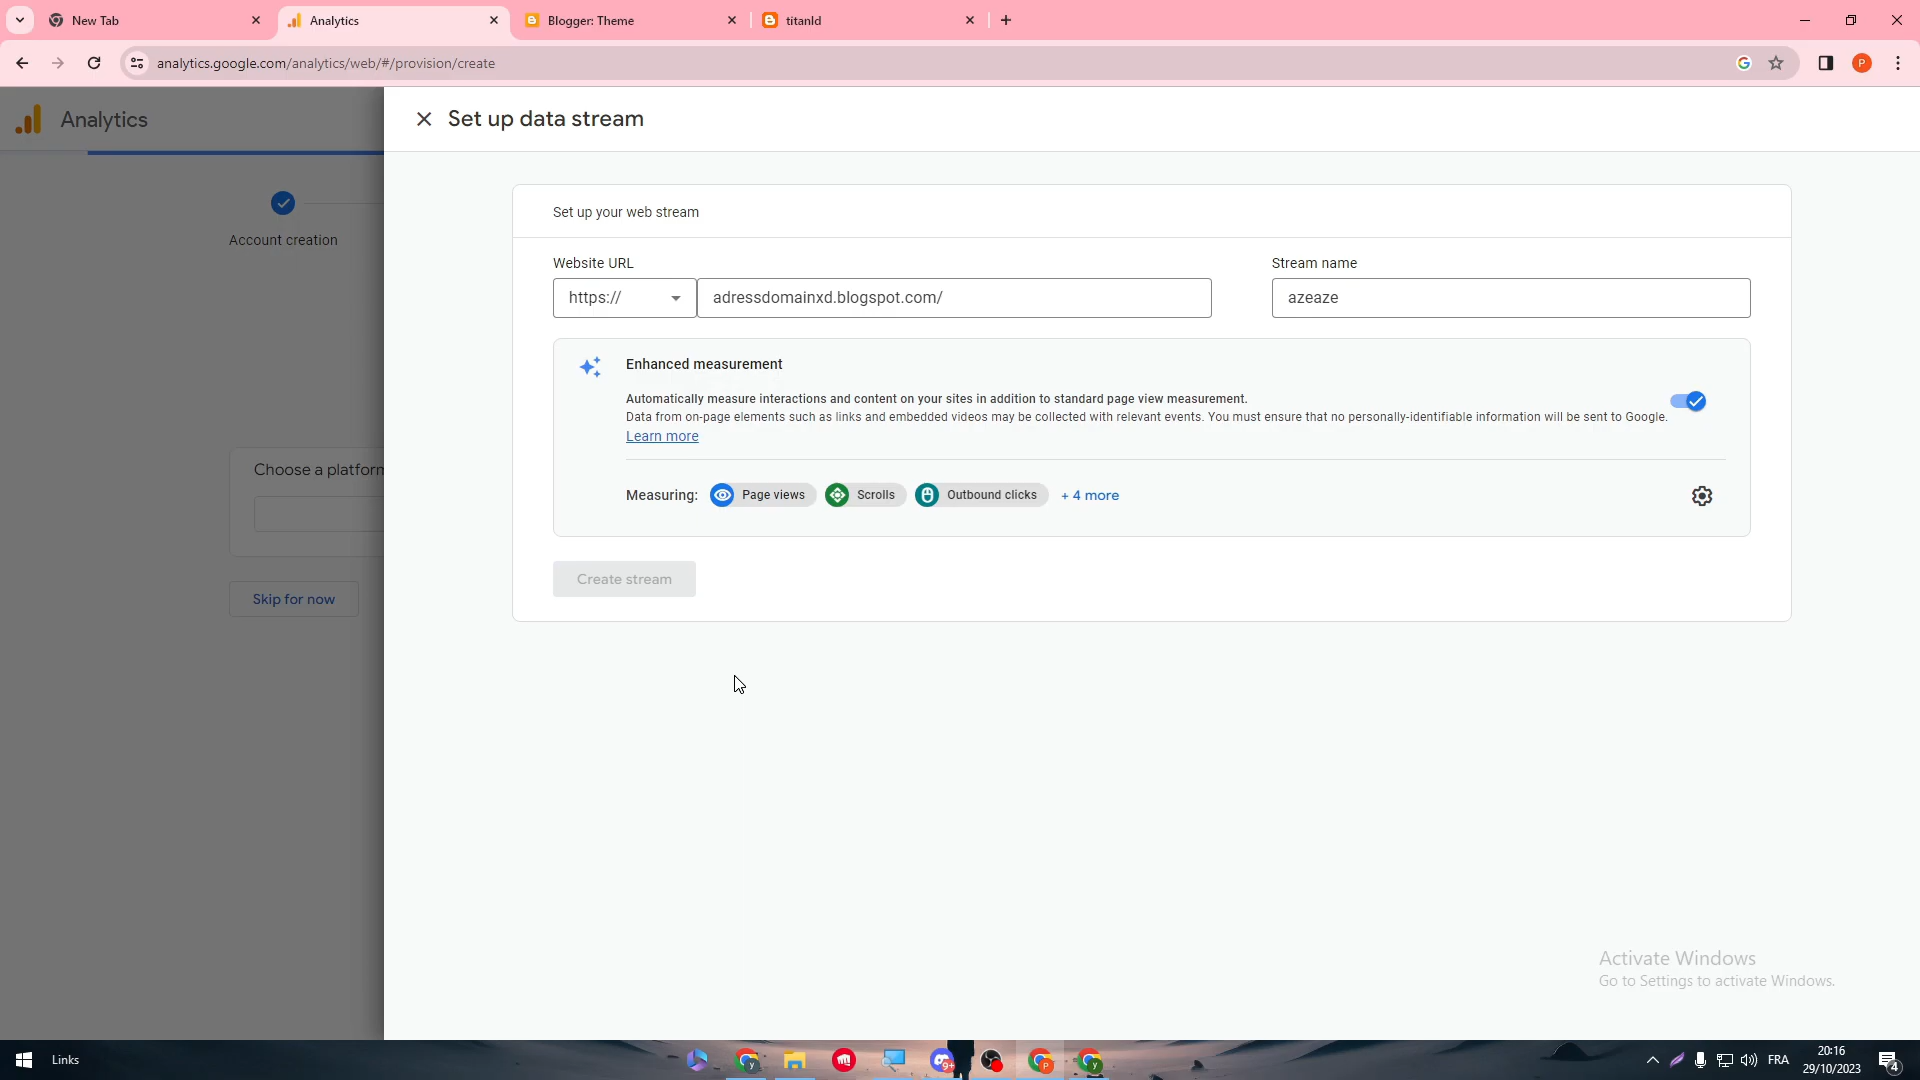 New Tab
Analytics
Blogger: Theme
titanld
analytics.google.com/analytics/web/#/provision/create
P
Analytics
Set up data stream
Set up your web stream
Account creation
Website URL
Stream name
https://
adressdomainxd.blogspot.com/
azeaze
Enhanced measurement
Automatically measure interactions and content on your sites in addition to standard page view measurement.
Data from on-page elements such as links and embedded videos may be collected with relevant events. You must ensure that no personally-identifiable information will be sent to Google.
Learn more
Choose a platform
Measuring: Page views Scrolls Outbound clicks + 4 more
Create stream
Skip for now
Activate Windows
Go to Settings to activate Windows.
Links
y
9+
P
y
FRA
20:16
29/10/2023
4